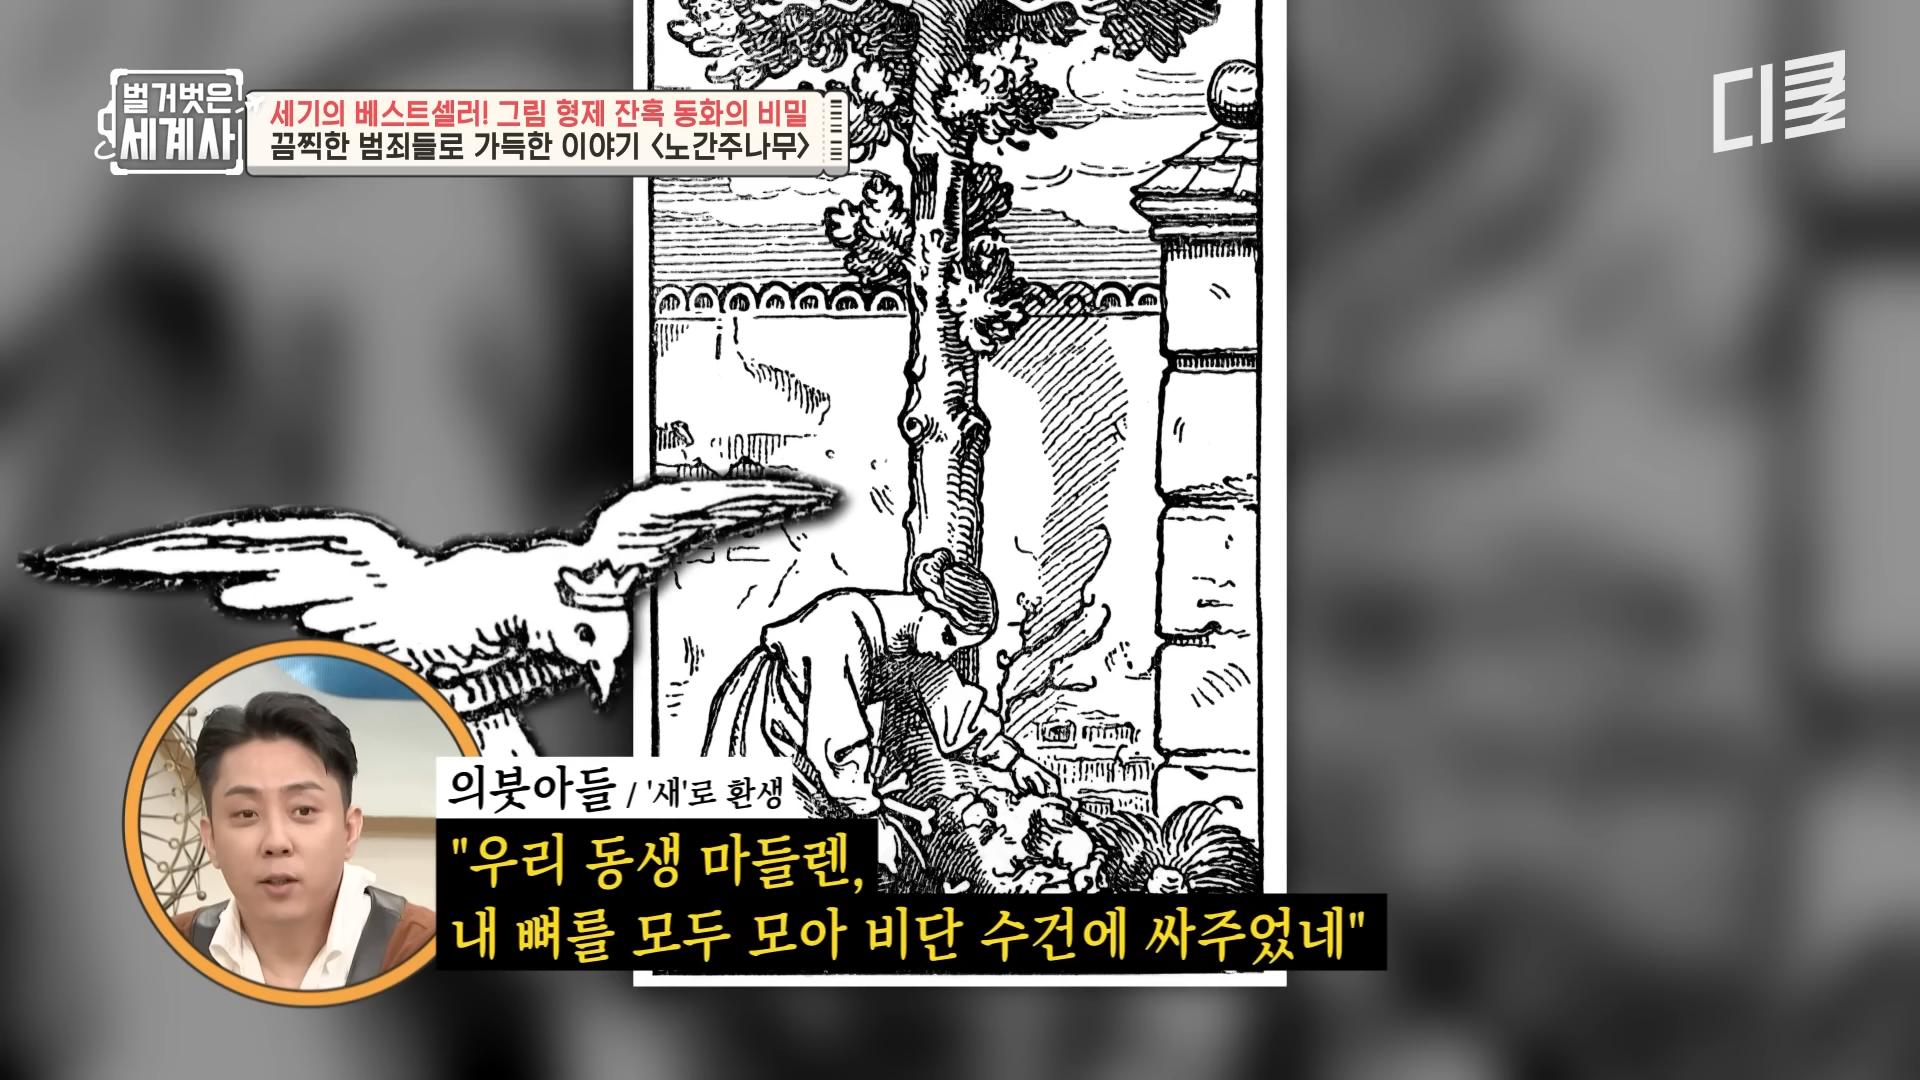 벌거벗은
세계사
세기의 베스트셀러! 그림 형제 잔혹 동화의 비밀
끔찍한 범죄들로 가득한 이야기 <노간주나무>
디클
의붓아들 / '새'로 환생
"우리 동생 마들렌,
내 뼈를 모두 모아 비단 수건에 싸주었네"